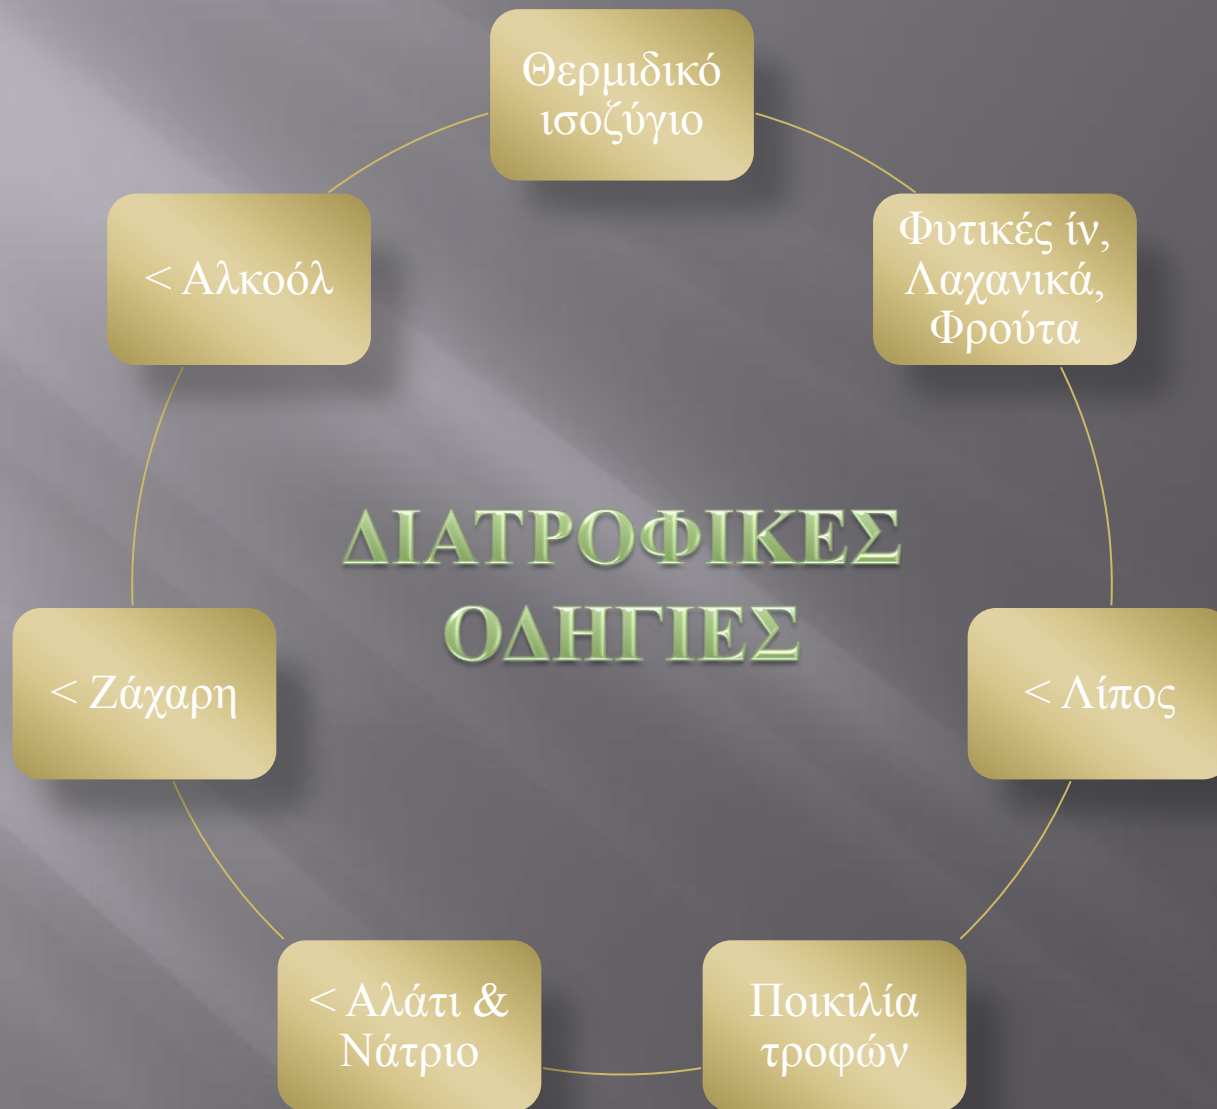 Θερμιδικό
ισοζύγιο
Φυτικές ίν,
Λαχανικά,
Φρούτα
< Λίπος
Ποικιλία
τροφών
< Αλάτι &
Νάτριο
< Ζάχαρη
< Αλκοόλ
ΔΙΑΤΡΟΦΙΚΕΣ
ΟΔΗΓΙΕΣ